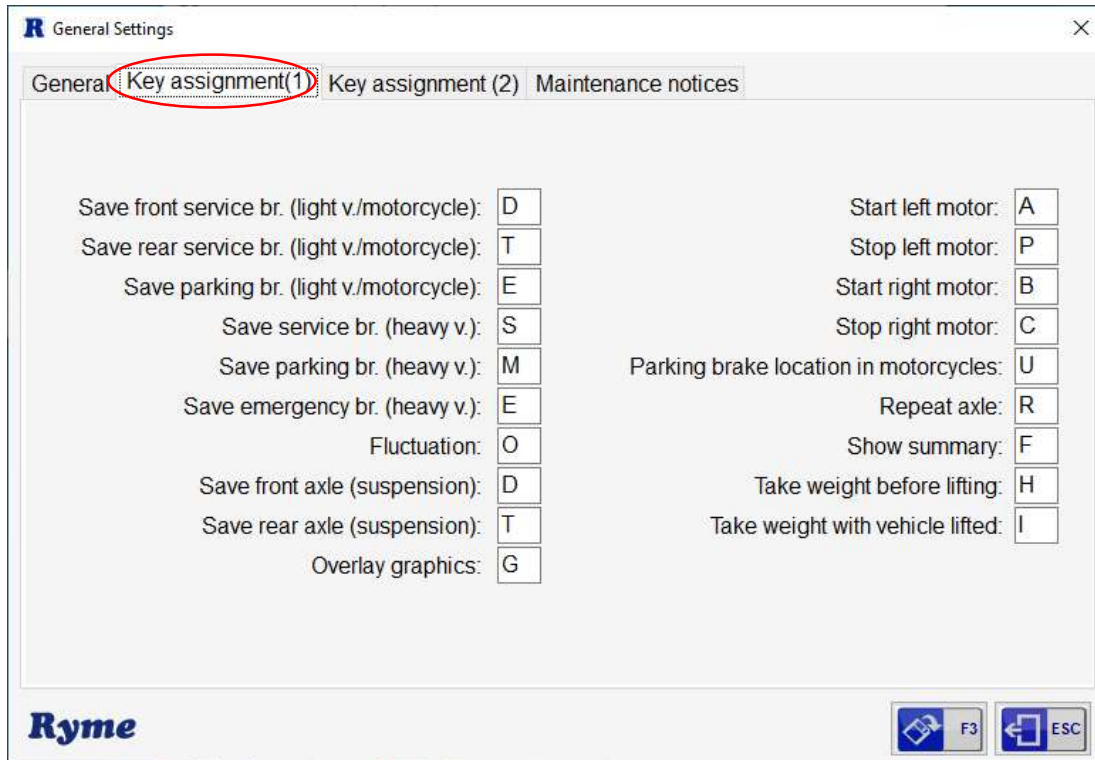 R General Settings
General Key assignment(1) Key assignment (2) Maintenance notices
Save front service br. (light v./motorcycle): D
Save rear service br. (light v./motorcycle): T
Save parking br. (light v./motorcycle): E
Save service br. (heavy v.): S
Save parking br. (heavy v.): M
Save emergency br. (heavy v.): E
Fluctuation: O
Save front axle (suspension): D
Save rear axle (suspension): T
Overlay graphics: G
Start left motor: A
Stop left motor: P
Start right motor: B
Stop right motor: C
Parking brake location in motorcycles: U
Repeat axle: R
Show summary: F
Take weight before lifting: H
Take weight with vehicle lifted: I
Ryme
F3 ESC